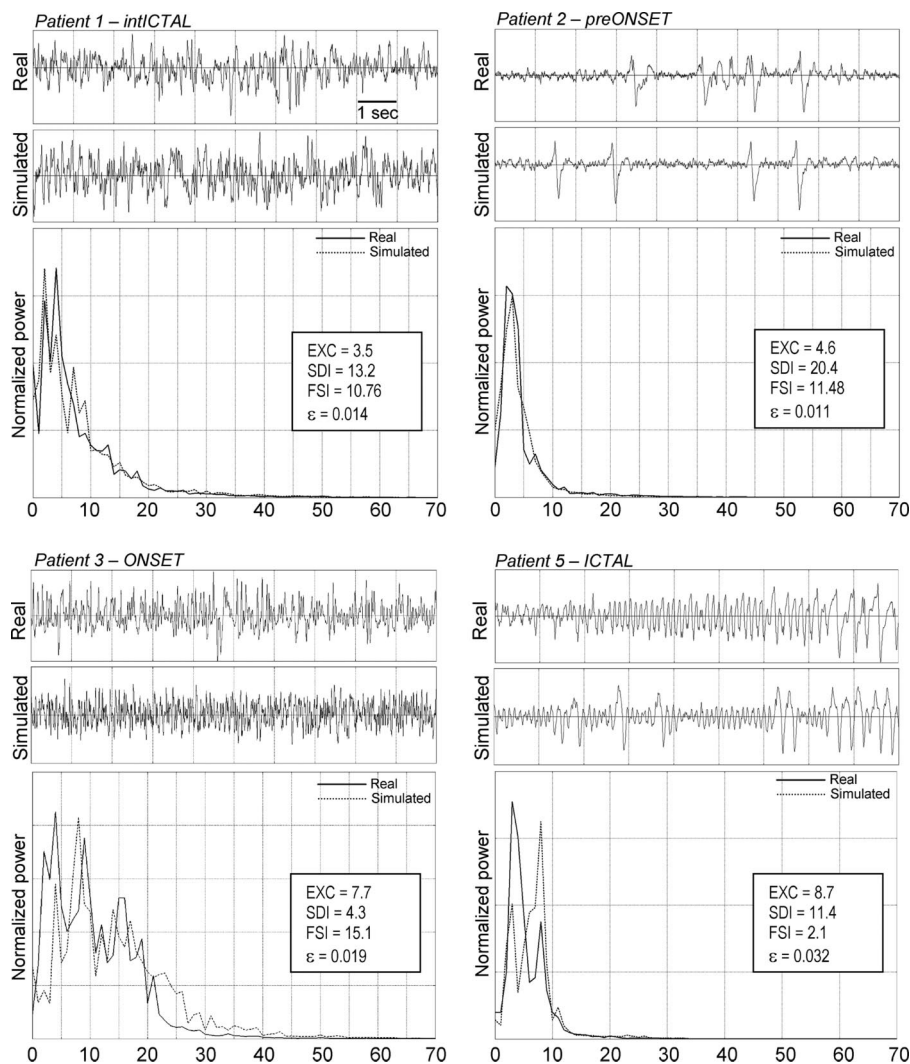 Patient 1 – intICTAL
Real
1 sec
Simulated
Real
Simulated
Normalized power
EXC = 3.5
SDI = 13.2
FSI = 10.76
ε = 0.014
0 10 20 30 40 50 60 70
Patient 2 – preONSET
Real
Simulated
Real
Simulated
Normalized power
EXC = 4.6
SDI = 20.4
FSI = 11.48
ε = 0.011
0 10 20 30 40 50 60 70
Patient 3 – ONSET
Real
Simulated
Real
Simulated
Normalized power
EXC = 7.7
SDI = 4.3
FSI = 15.1
ε = 0.019
0 10 20 30 40 50 60 70
Patient 5 – ICTAL
Real
Simulated
Real
Simulated
Normalized power
EXC = 8.7
SDI = 11.4
FSI = 2.1
ε = 0.032
0 10 20 30 40 50 60 70